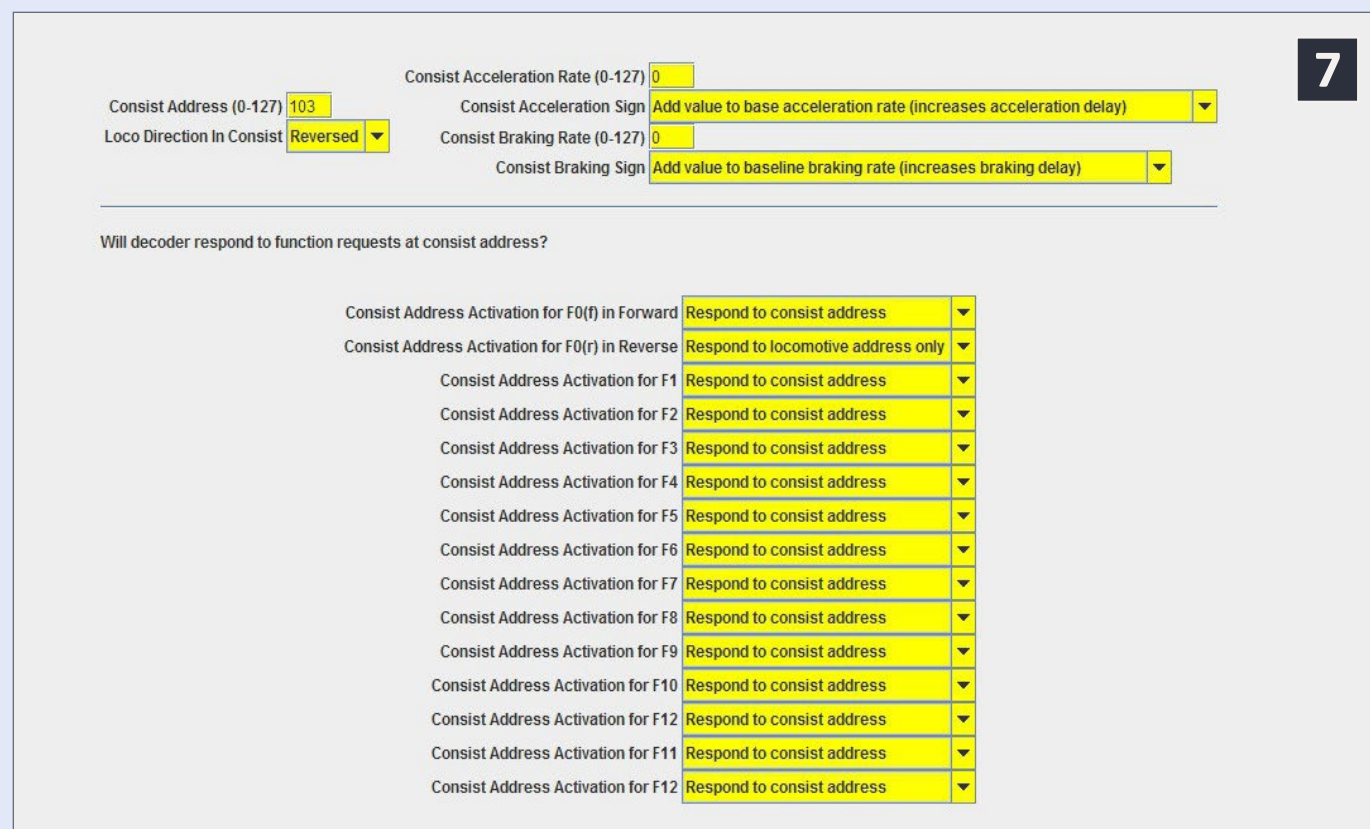 7
Consist Acceleration Rate (0-127) 0
Consist Address (0-127) 103 Consist Acceleration Sign Add value to base acceleration rate (increases acceleration delay)
Loco Direction In Consist Reversed Consist Braking Rate (0-127) 0
Consist Braking Sign Add value to baseline braking rate (increases braking delay)
Will decoder respond to function requests at consist address?
Consist Address Activation for F0(f) in Forward Respond to consist address
Consist Address Activation for F0(r) in Reverse Respond to locomotive address only
Consist Address Activation for F1 Respond to consist address
Consist Address Activation for F2 Respond to consist address
Consist Address Activation for F3 Respond to consist address
Consist Address Activation for F4 Respond to consist address
Consist Address Activation for F5 Respond to consist address
Consist Address Activation for F6 Respond to consist address
Consist Address Activation for F7 Respond to consist address
Consist Address Activation for F8 Respond to consist address
Consist Address Activation for F9 Respond to consist address
Consist Address Activation for F10 Respond to consist address
Consist Address Activation for F12 Respond to consist address
Consist Address Activation for F11 Respond to consist address
Consist Address Activation for F12 Respond to consist address